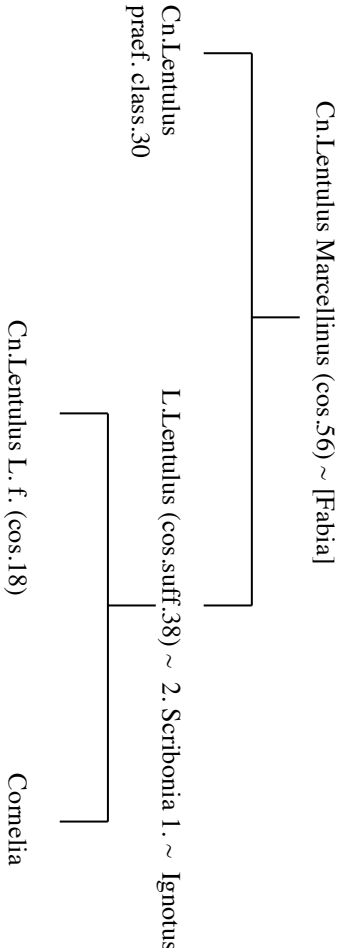 Cn.Lentulus Marcellinus (cos.56) ~ [Fabia]
Cn.Lentulus
praef. class.30
L.Lentulus (cos.suff.38) ~ 2. Scribonia 1. ~ Ignotus
Cn.Lentulus L. f. (cos.18)
Cornelia